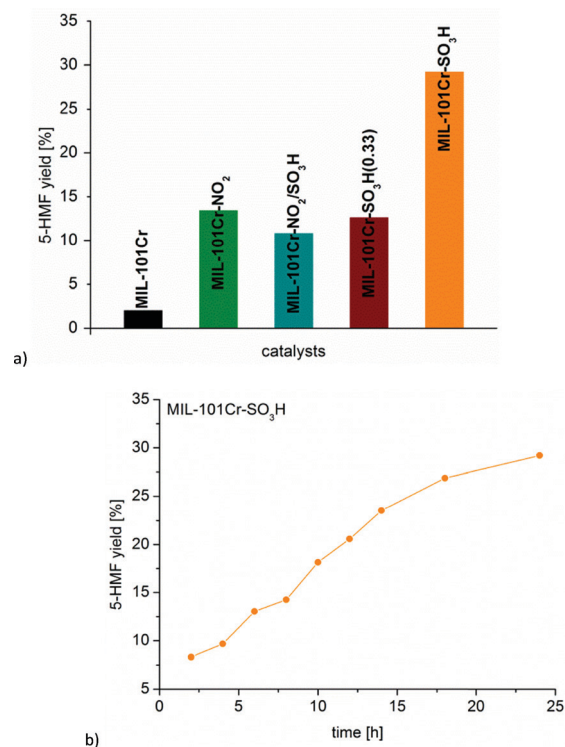 35
30
25
20
15
10
5
0
5-HMF yield [%]
MIL-101Cr
MIL-101Cr-NO₂
MIL-101Cr-NO₂/SO₃H
MIL-101Cr-SO₃H(0.33)
MIL-101Cr-SO₃H
catalysts
a)
MIL-101Cr-SO₃H
35
30
25
20
15
10
5
5-HMF yield [%]
0 5 10 15 20 25
time [h]
b)